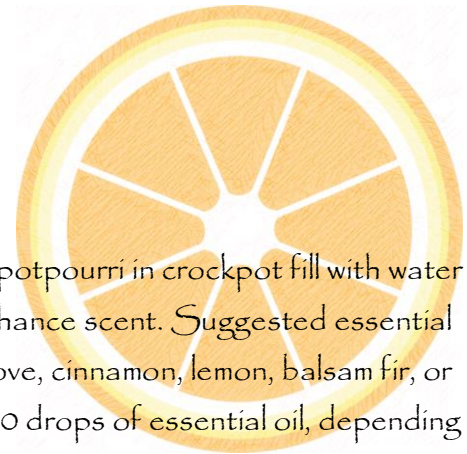 potpourri in crockpot fill with water
hance scent. Suggested essential
ove, cinnamon, lemon, balsam fir, or
0 drops of essential oil, depending